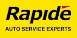 Rapidé
AUTO SERVICE EXPERTS